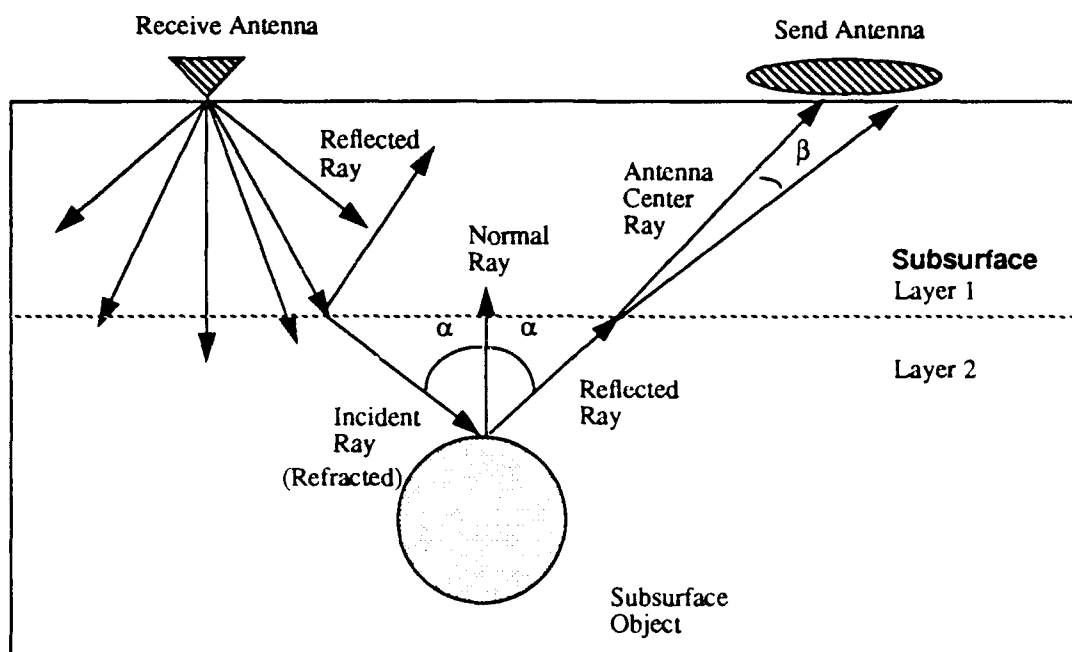 Receive Antenna
Send Antenna
Reflected
Ray
β
Antenna
Center
Ray
Normal
Ray
Subsurface
Layer 1
α
α
Layer 2
Incident
Ray
(Refracted)
Reflected
Ray
Subsurface
Object